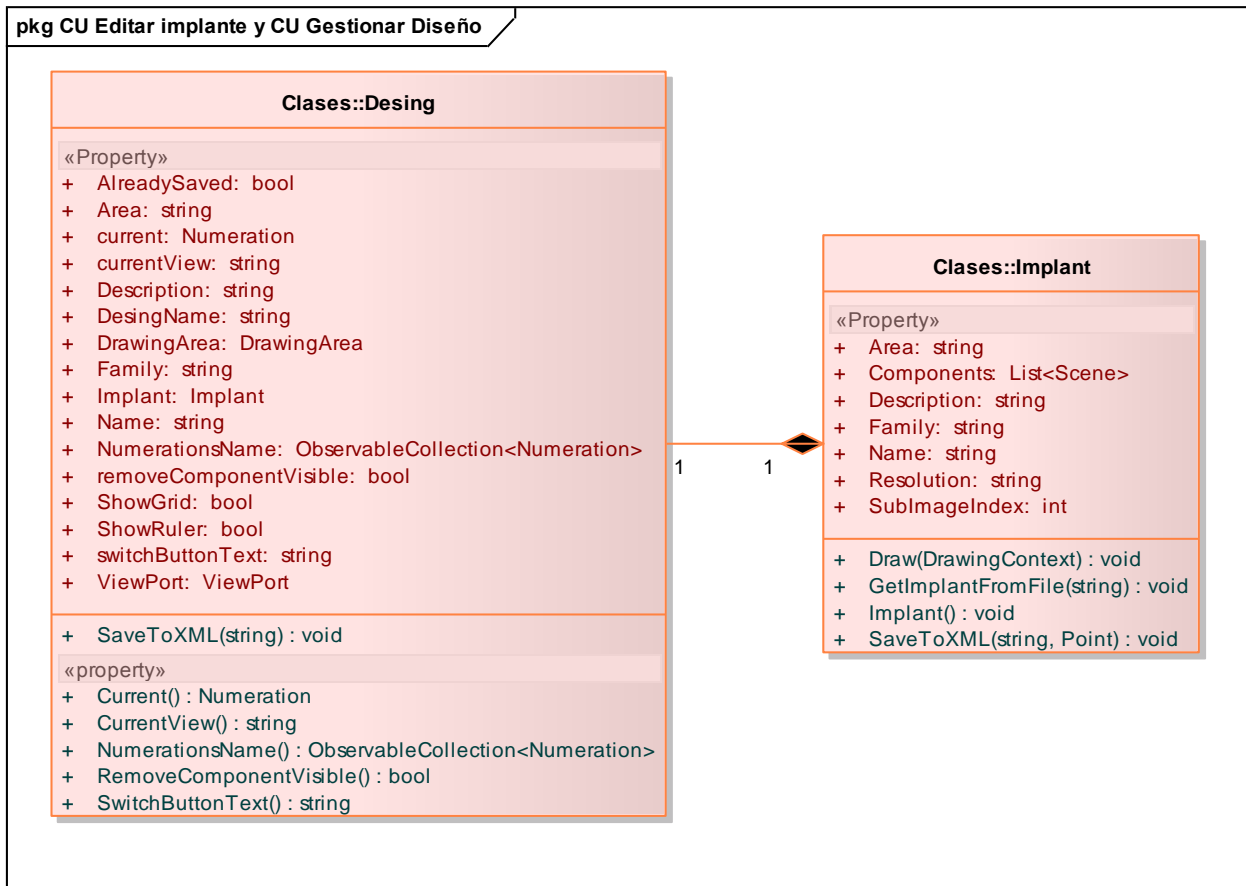 pkg CU Editar implante y CU Gestionar Diseño
Clases::Desing
«Property»
+ AlreadySaved: bool
+ Area: string
+ current: Numeration
+ currentView: string
+ Description: string
+ DesingName: string
+ DrawingArea: DrawingArea
+ Family: string
+ Implant: Implant
+ Name: string
+ NumerationsName: ObservableCollection<Numeration>
+ removeComponentVisible: bool
+ ShowGrid: bool
+ ShowRuler: bool
+ switchButtonText: string
+ ViewPort: ViewPort
+ SaveToXML(string) : void
«property»
+ Current() : Numeration
+ CurrentView() : string
+ NumerationsName() : ObservableCollection<Numeration>
+ RemoveComponentVisible() : bool
+ SwitchButtonText() : string
1 1
Clases::Implant
«Property»
+ Area: string
+ Components: List<Scene>
+ Description: string
+ Family: string
+ Name: string
+ Resolution: string
+ SubImageIndex: int
+ Draw(DrawingContext) : void
+ GetImplantFromFile(string) : void
+ Implant() : void
+ SaveToXML(string, Point) : void